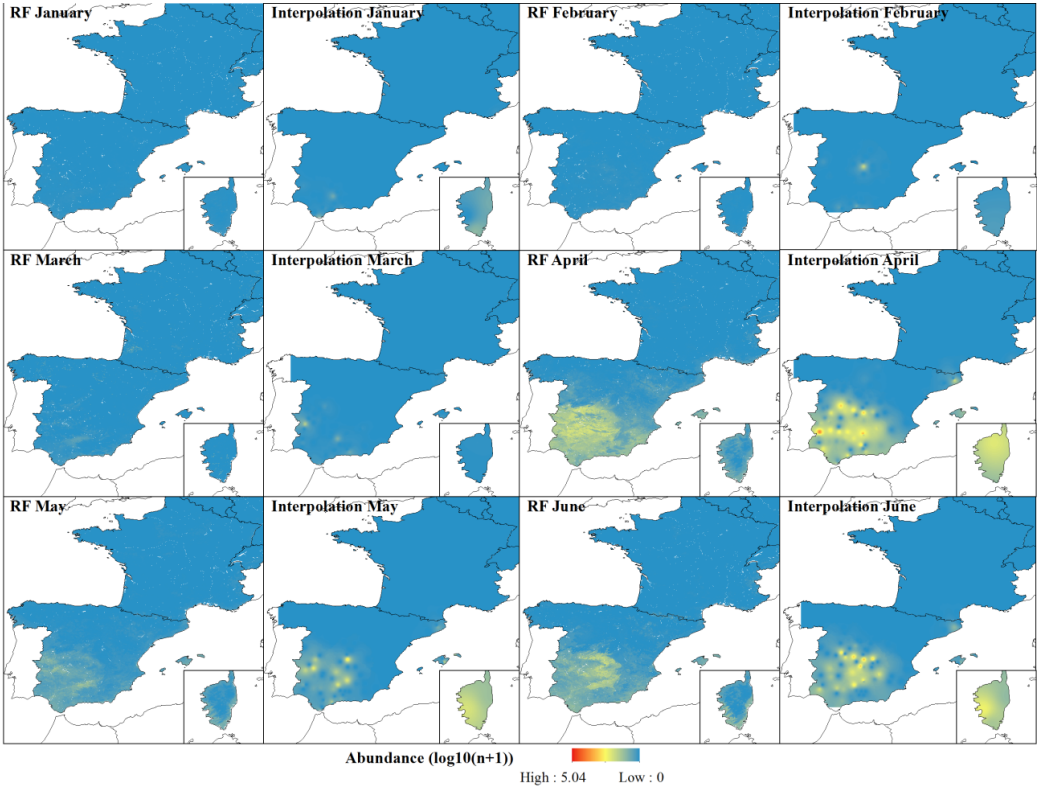 RF January
Interpolation January
RF February
Interpolation February
RF March
Interpolation March
RF April
Interpolation April
RF May
Interpolation May
RF June
Interpolation June
Abundance (log10(n+1))
High : 5.04 Low : 0